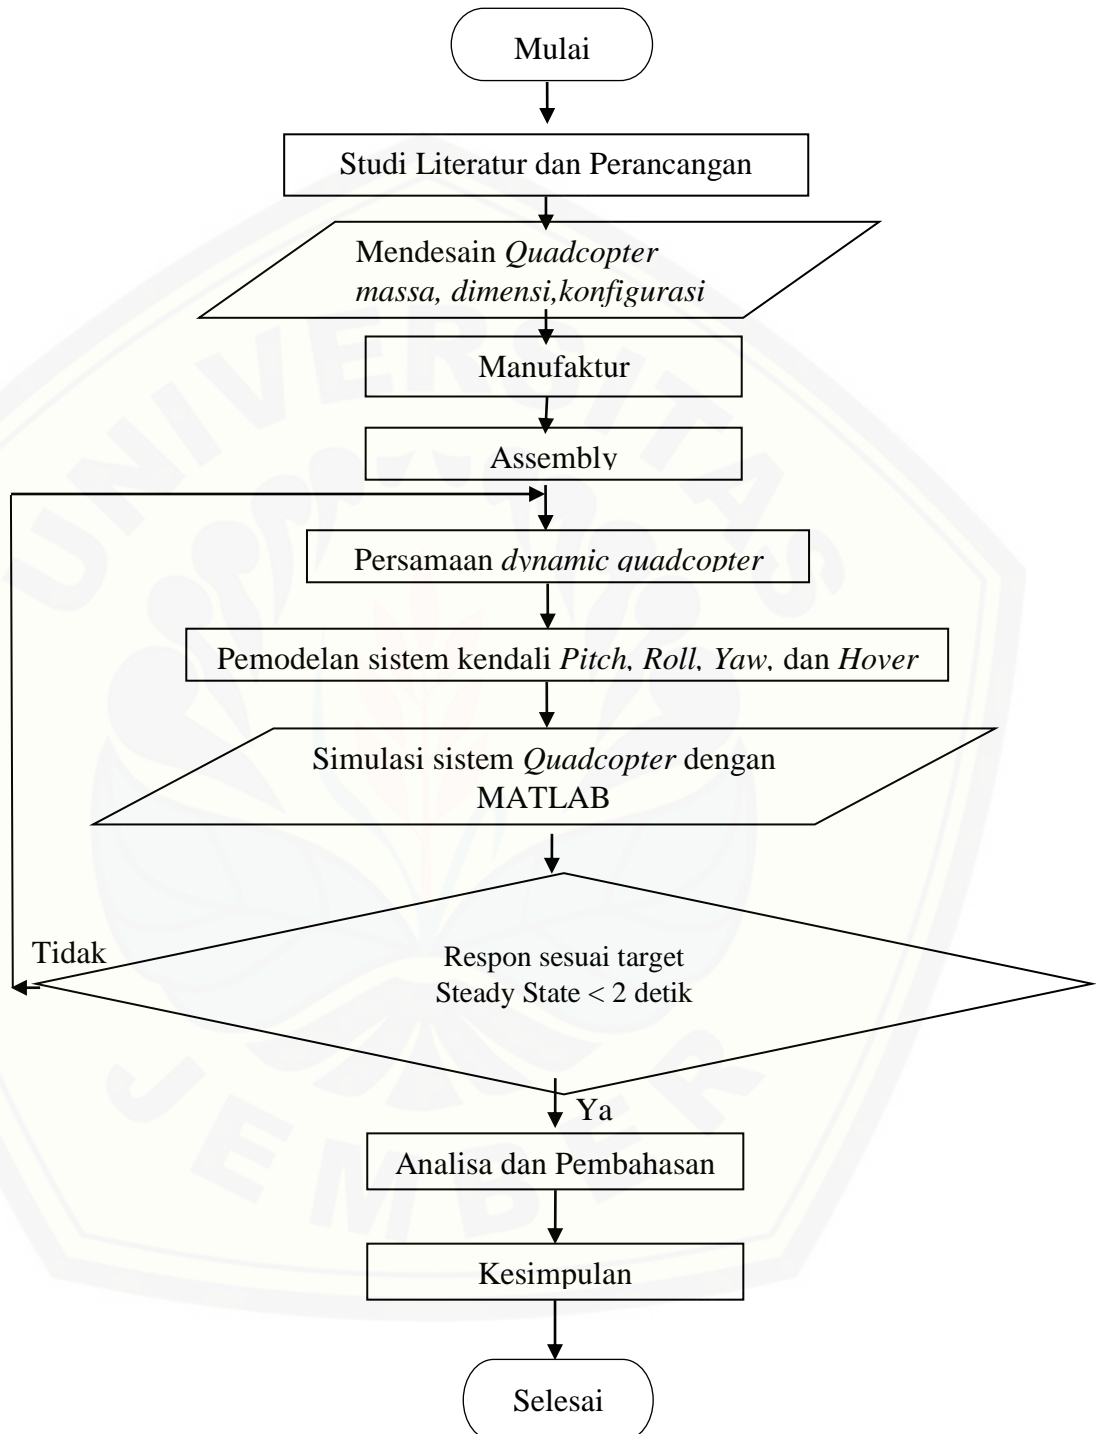 Mulai
Studi Literatur dan Perancangan
Mendesain Quadcopter
massa, dimensi,konfigurasi
Manufaktur
Assembly
Persamaan dynamic quadcopter
Pemodelan sistem kendali Pitch, Roll, Yaw, dan Hover
Simulasi sistem Quadcopter dengan
MATLAB
Tidak
Respon sesuai target
Steady State < 2 detik
Ya
Analisa dan Pembahasan
Kesimpulan
Selesai
UNIVERSITAS
JEMBER